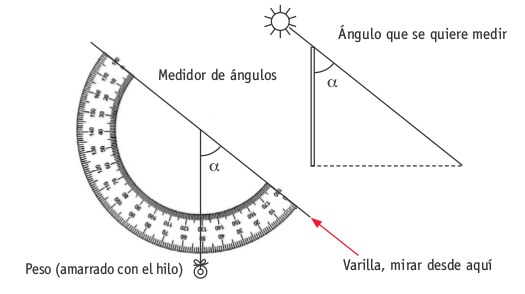 Ángulo que se quiere medir
Medidor de ángulos
α
α
Peso (amarrado con el hilo)
Varilla, mirar desde aquí